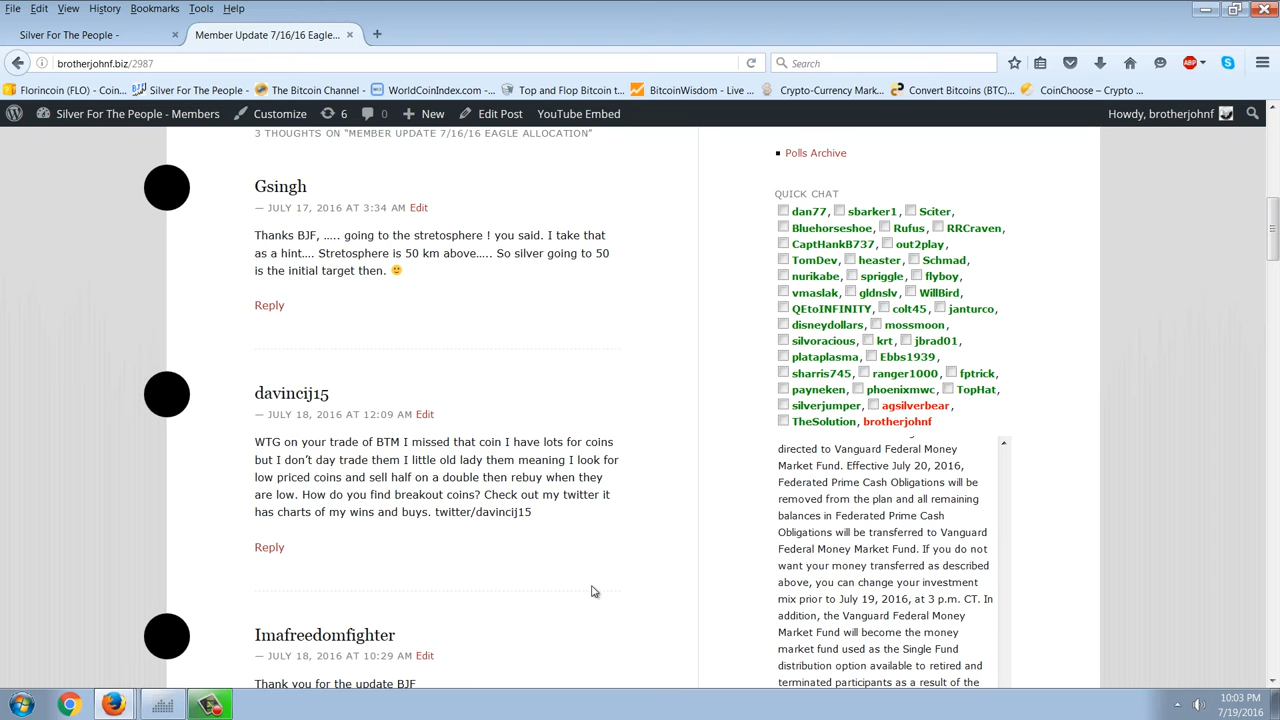 File Edit View History Bookmarks Tools Help
Silver For The People -
Member Update 7/16/16 Eagle...
brotherjohnf.biz/2987
Search
Florincoin (FLO) - Coin...
Silver For The People -
The Bitcoin Channel
WorldCoinIndex.com -...
Top and Flop Bitcoin t...
BitcoinWisdom - Live ...
Crypto-Currency Mark...
Convert Bitcoins (BTC)...
CoinChoose – Crypto ...
Silver For The People - Members
Customize
6
0
New
Edit Post
YouTube Embed
Howdy, brotherjohnf
3 THOUGHTS ON “MEMBER UPDATE 7/16/16 EAGLE ALLOCATION”
Gsingh
— JULY 17, 2016 AT 3:34 AM Edit
Thanks BJF, ..... going to the stretosphere ! you said. I take that
as a hint.... Stretosphere is 50 km above..... So silver going to 50
is the initial target then.
Reply
davincij15
— JULY 18, 2016 AT 12:09 AM Edit
WTG on your trade of BTM I missed that coin I have lots for coins
but I don’t day trade them I little old lady them meaning I look for
low priced coins and sell half on a double then rebuy when they
are low. How do you find breakout coins? Check out my twitter it
has charts of my wins and buys. twitter/davincij15
Reply
Imafreedomfighter
— JULY 18, 2016 AT 10:29 AM Edit
Thank you for the update BJF
Polls Archive
QUICK CHAT
dan77, sbarker1, Sciter,
Bluehorseshoe, Rufus, RRCraven,
CaptHankB737, out2play,
TomDev, heaster, Schmad,
nurikabe, spriggle, flyboy,
vmaslak, gldnslv, WillBird,
QEtoINFINITY, colt45, janturco,
disneydollars, mossmoon,
silvoracious, krt, jbrad01,
plataplasma, Ebbs1939,
sharris745, ranger1000, fptrick,
payneken, phoenixmwc, TopHat,
silverjumper, agsilverbear,
TheSolution, brotherjohnf
directed to Vanguard Federal Money
Market Fund. Effective July 20, 2016,
Federated Prime Cash Obligations will be
removed from the plan and all remaining
balances in Federated Prime Cash
Obligations will be transferred to Vanguard
Federal Money Market Fund. If you do not
want your money transferred as described
above, you can change your investment
mix prior to July 19, 2016, at 3 p.m. CT. In
addition, the Vanguard Federal Money
Market Fund will become the money
market fund used as the Single Fund
distribution option available to retired and
terminated participants as a result of the
10:03 PM
7/19/2016